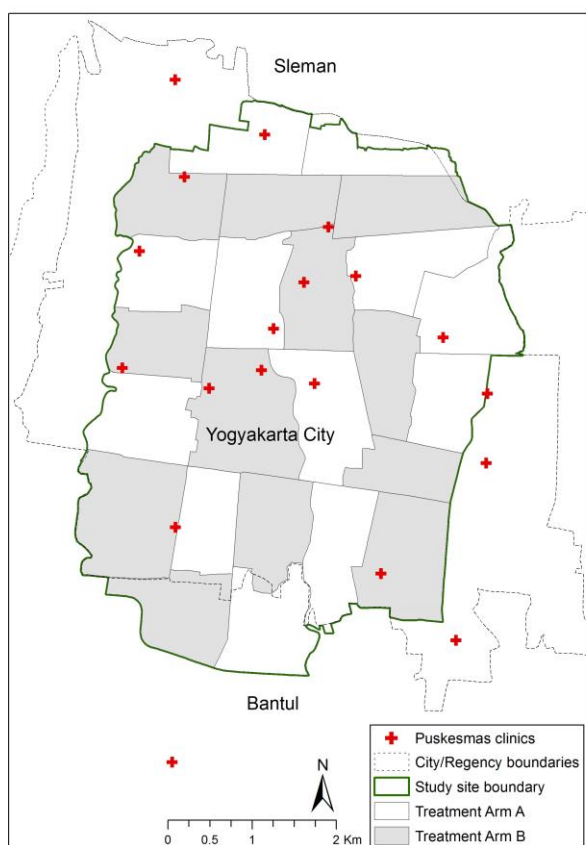 Sleman
Yogyakarta City
Bantul
Puskesmas clinics
City/Regency boundaries
Study site boundary
Treatment Arm A
Treatment Arm B
N
0 0.5 1 2 Km